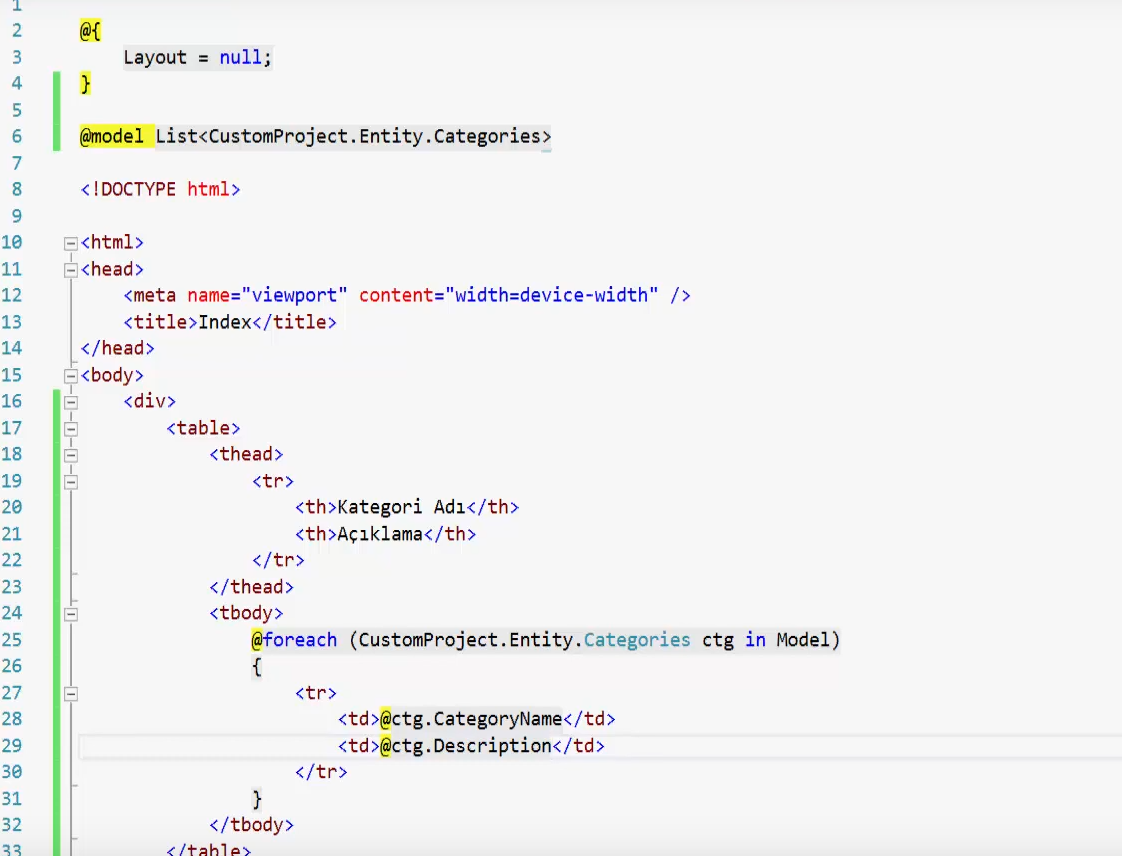 1
2 @{
3 Layout = null;
4 }
5
6 @model List<CustomProject.Entity.Categories>
7
8 <!DOCTYPE html>
9
10 <html>
11 <head>
12 <meta name="viewport" content="width=device-width" />
13 <title>Index</title>
14 </head>
15 <body>
16 <div>
17 <table>
18 <thead>
19 <tr>
20 <th>Kategori Adı</th>
21 <th>Açıklama</th>
22 </tr>
23 </thead>
24 <tbody>
25 @foreach (CustomProject.Entity.Categories ctg in Model)
26 {
27 <tr>
28 <td>@ctg.CategoryName</td>
29 <td>@ctg.Description</td>
30 </tr>
31 }
32 </tbody>
33 </table>